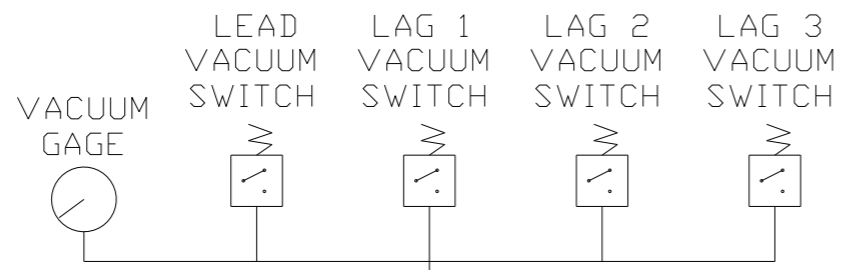 VACUUM
GAGE
LEAD
VACUUM
SWITCH
LAG 1
VACUUM
SWITCH
LAG 2
VACUUM
SWITCH
LAG 3
VACUUM
SWITCH